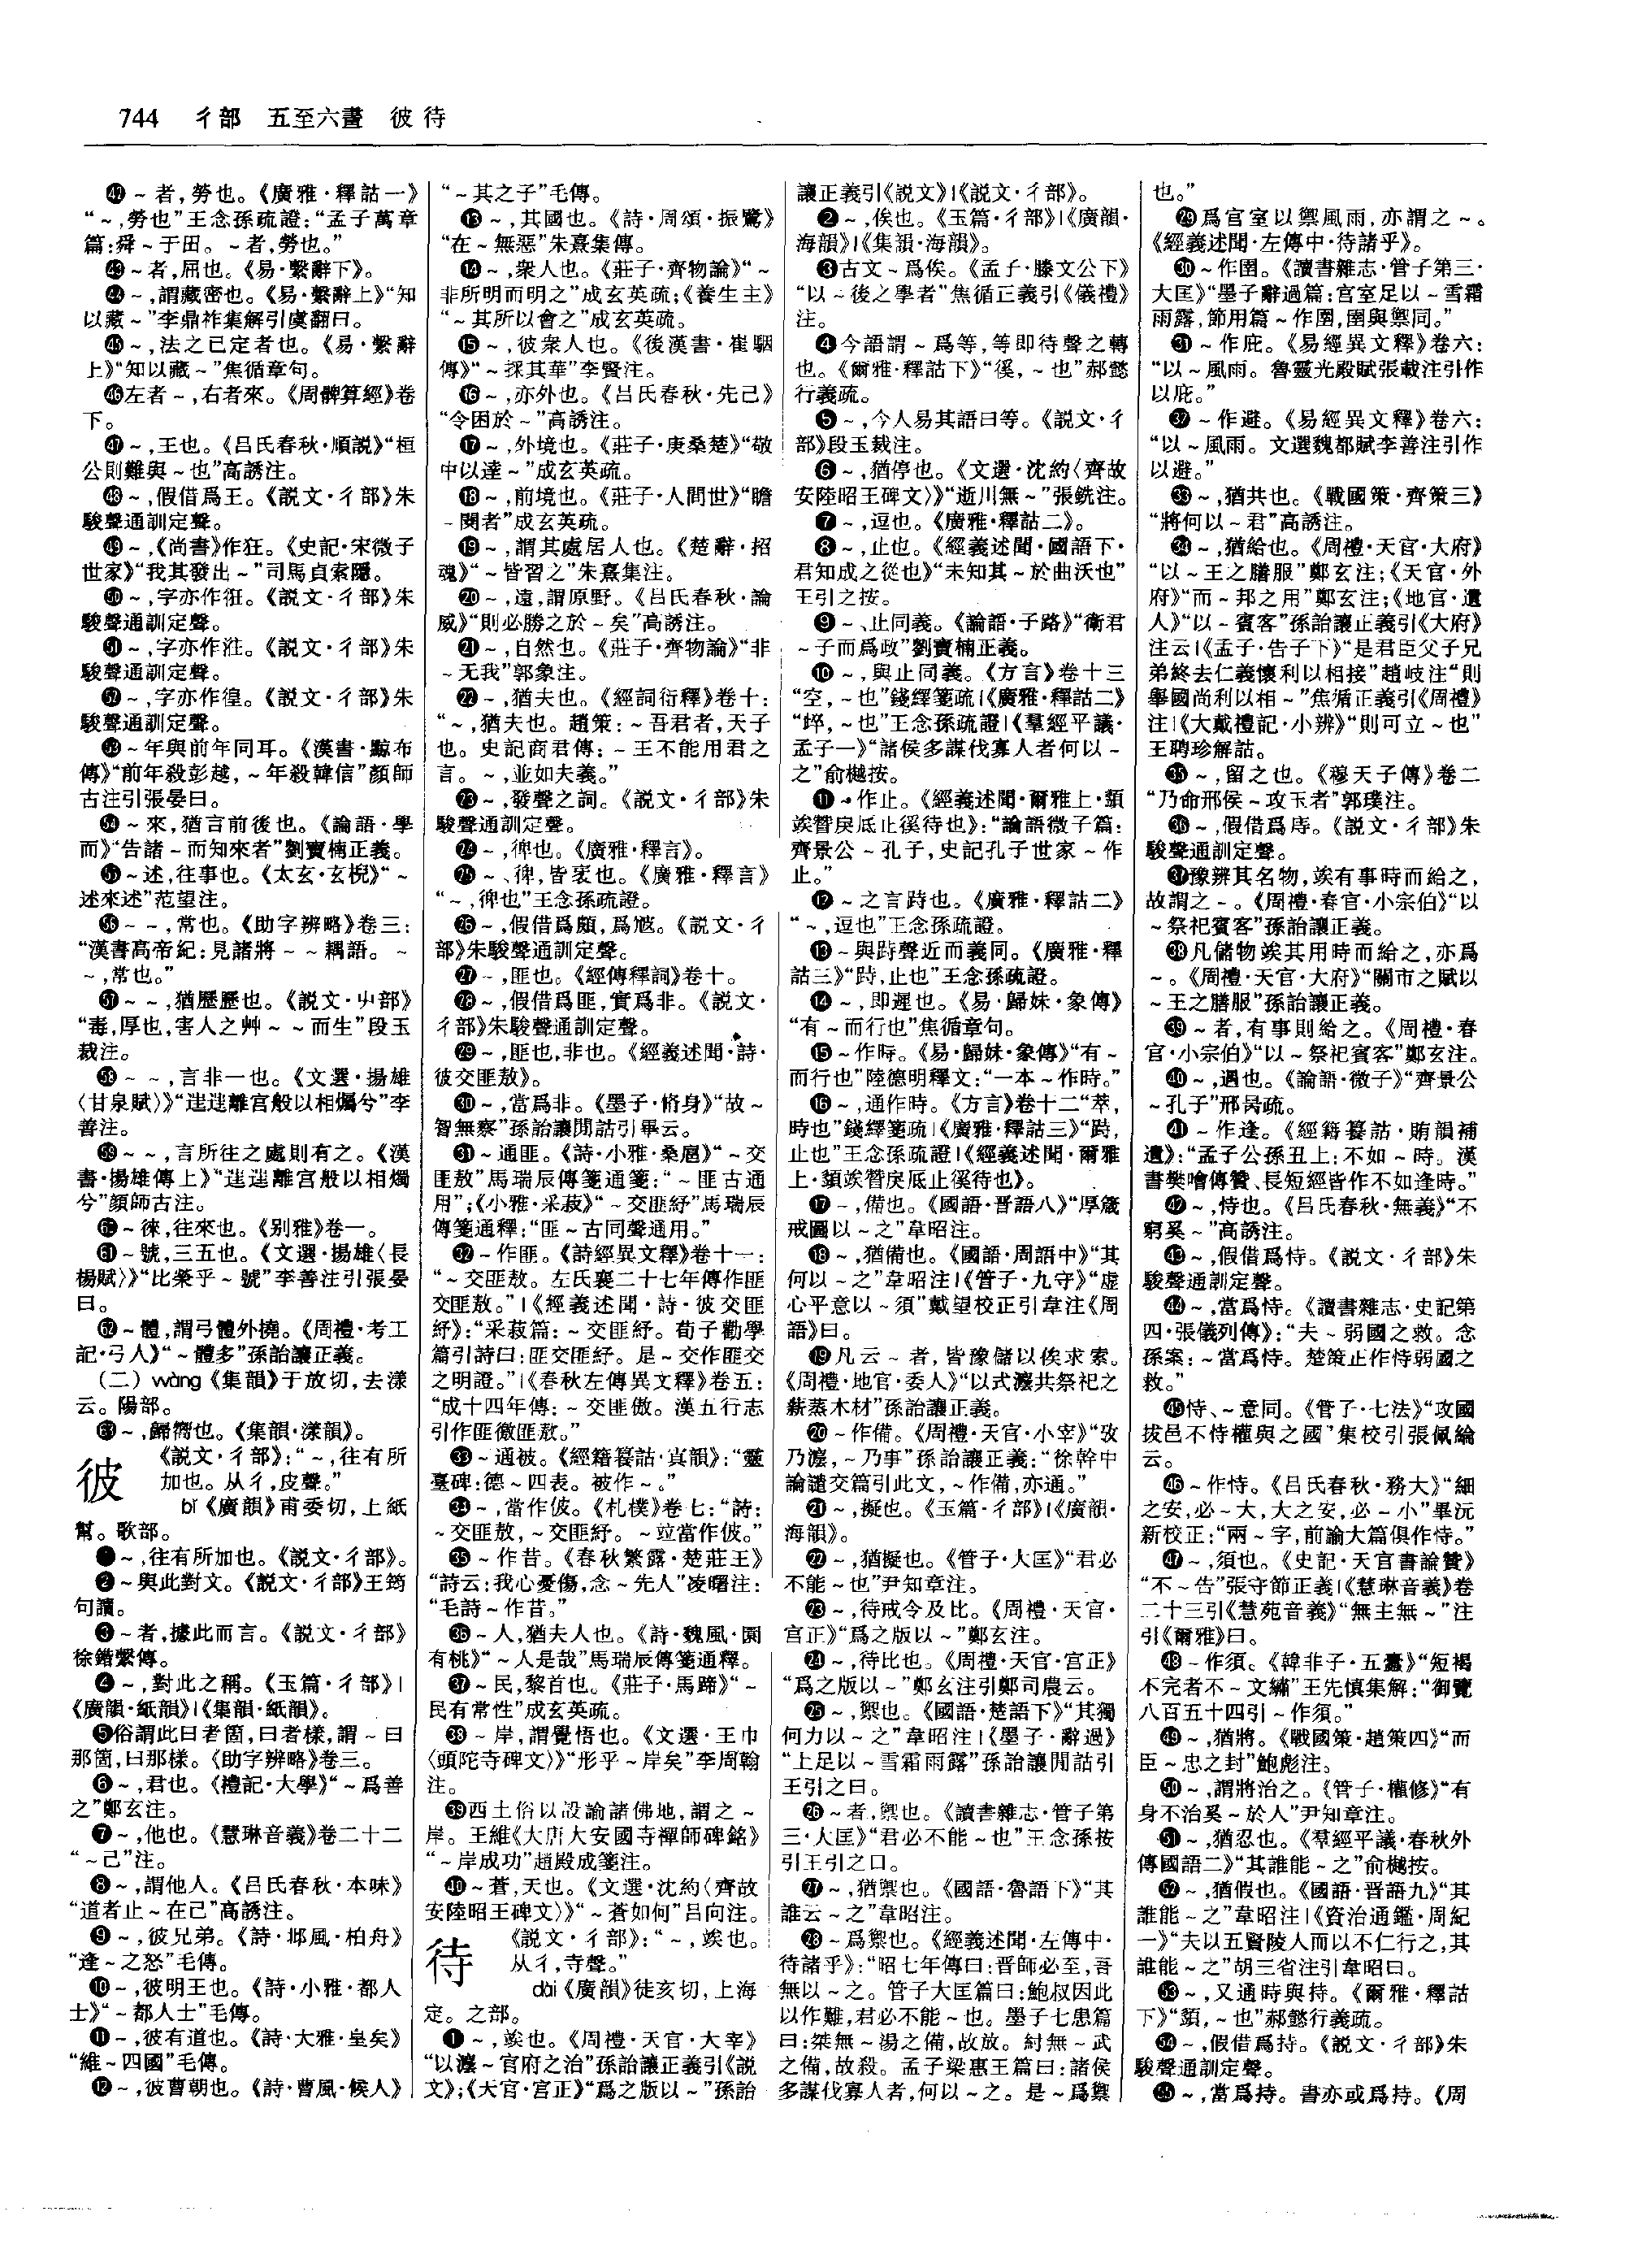 744 彳部 五至六畫 彼 待
㊷～者,勞也。《廣雅·釋詁一》
“～,勞也”王念孫疏證:“孟子萬章
篇:舜～于田。～者,勞也。”
㊸～者,屈也。《易·繫辭下》。
㊹～,謂藏密也。《易·繫辭上》“知
以藏～”李鼎祚集解引虞翻曰。
㊺～,法之已定者也。《易·繫辭
上》“知以藏～”焦循章句。
㊻左者～,右者來。《周髀算經》卷
下。
㊼～,王也。《吕氏春秋·順説》“桓
公則難與～也”高誘注。
㊽～,假借爲王。《説文·彳部》朱
駿聲通訓定聲。
㊾～,《尚書》作狂。《史記·宋微子
世家》“我其發出～”司馬貞索隱。
㊿～,字亦作㹰。《説文·彳部》朱
駿聲通訓定聲。
51～,字亦作𣳫。《説文·彳部》朱
駿聲通訓定聲。
52～,字亦作徨。《説文·彳部》朱
駿聲通訓定聲。
53～年與前年同耳。《漢書·黥布
傳》“前年殺彭越,～年殺韓信”顏師
古注引張晏曰。
54～來,猶言前後也。《論語·學
而》“告諸～而知來者”劉寶楠正義。
55～述,往事也。《太玄·玄棿》“～
述來述”范望注。
56～～,常也。《助字辨略》卷三:
“漢書高帝紀:見諸將～～耦語。～
～,常也。”
57～～,猶歷歷也。《説文·屮部》
“毒,厚也,害人之艸～～而生”段玉
裁注。
58～～,言非一也。《文選·揚雄
〈甘泉賦〉》“迬迬離宫般以相爥兮”李
善注。
59～～,言所往之處則有之。《漢
書·揚雄傳上》“迬迬離宫般以相燭
兮”顏師古注。
60～徠,往來也。《别雅》卷一。
61～號,三五也。《文選·揚雄〈長
楊賦〉》“比榮乎～號”李善注引張晏
曰。
62～體,謂弓體外撓。《周禮·考工
記·弓人》“～體多”孫詒讓正義。
(二) wàng《集韻》于放切,去漾
云。陽部。
63～,歸嚮也。《集韻·漾韻》。
彼 《説文·彳部》:“～,往有所
加也。从彳,皮聲。”
bǐ《廣韻》甫委切,上紙
幫。歌部。
❶～,往有所加也。《説文·彳部》。
❷～與此對文。《説文·彳部》王筠
句讀。
❸～者,據此而言。《説文·彳部》
徐鍇繫傳。
❹～,對此之稱。《玉篇·彳部》|
《廣韻·紙韻》|《集韻·紙韻》。
❺俗謂此曰者箇,曰者樣,謂～曰
那箇,曰那樣。《助字辨略》卷三。
❻～,君也。《禮記·大學》“～爲善
之”鄭玄注。
❼～,他也。《慧琳音義》卷二十二
“～己”注。
❽～,謂他人。《吕氏春秋·本味》
“道者止～在己”高誘注。
❾～,彼兄弟。《詩·邶風·柏舟》
“逢～之怒”毛傳。
❿～,彼明王也。《詩·小雅·都人
士》“～都人士”毛傳。
⓫～,彼有道也。《詩·大雅·皇矣》
“維～四國”毛傳。
⓬～,彼曹朝也。《詩·曹風·候人》
“～其之子”毛傳。
⓭～,其國也。《詩·周頌·振鷺》
“在～無惡”朱熹集傳。
⓮～,衆人也。《莊子·齊物論》“～
非所明而明之”成玄英疏;《養生主》
“～其所以會之”成玄英疏。
⓯～,彼衆人也。《後漢書·崔駰
傳》“～採其華”李賢注。
⓰～,亦外也。《吕氏春秋·先己》
“令困於～”高誘注。
⓱～,外境也。《莊子·庚桑楚》“敬
中以達～”成玄英疏。
⓲～,前境也。《莊子·人間世》“瞻
～闋者”成玄英疏。
⓳～,謂其處居人也。《楚辭·招
魂》“～皆習之”朱熹集注。
⓴～,遠,謂原野。《吕氏春秋·論
威》“則必勝之於～矣”高誘注。
㉑～,自然也。《莊子·齊物論》“非
～无我”郭象注。
㉒～,猶夫也。《經詞衍釋》卷十:
“～,猶夫也。趙策:～吾君者,天子
也。史記商君傳:～王不能用君之
言。～,並如夫義。”
㉓～,發聲之詞。《説文·彳部》朱
駿聲通訓定聲。
㉔～,俾也。《廣雅·釋言》。
㉕～、俾,皆衺也。《廣雅·釋言》
“～,俾也”王念孫疏證。
㉖～,假借爲頗,爲尳。《説文·彳
部》朱駿聲通訓定聲。
㉗～,匪也。《經傳釋詞》卷十。
㉘～,假借爲匪,實爲非。《説文·
彳部》朱駿聲通訓定聲。
㉙～,匪也,非也。《經義述聞·詩·
彼交匪敖》。
㉚～,當爲非。《墨子·脩身》“故～
智無察”孫詒讓閒詁引畢云。
㉛～通匪。《詩·小雅·桑扈》“～交
匪敖”馬瑞辰傳箋通箋:“～匪古通
用”;《小雅·采菽》“～交匪紓”馬瑞辰
傳箋通釋:“匪～古同聲通用。”
㉜～作匪。《詩經異文釋》卷十一:
“～交匪敖。左氏襄二十七年傳作匪
交匪敖。”|《經義述聞·詩·彼交匪
紓》:“采菽篇:～交匪紓。荀子勸學
篇引詩曰:匪交匪紓。是～交作匪交
之明證。”|《春秋左傳異文釋》卷五:
“成十四年傳:～交匪傲。漢五行志
引作匪儌匪敖。”
㉝～通被。《經籍籑詁·寘韻》:“靈
臺碑:德～四表。被作～。”
㉞～,當作佊。《札樸》卷七:“詩:
～交匪敖,～交匪紓。～竝當作佊。”
㉟～作昔。《春秋繁露·楚莊王》
“詩云:我心憂傷,念～先人”凌曙注:
“毛詩～作昔。”
㊱～人,猶夫人也。《詩·魏風·園
有桃》“～人是哉”馬瑞辰傳箋通釋。
㊲～民,黎首也。《莊子·馬蹄》“～
民有常性”成玄英疏。
㊳～岸,謂覺悟也。《文選·王巾
〈頭陀寺碑文〉》“形乎～岸矣”李周翰
注。
㊴西土俗以設諭諸佛地,謂之～
岸。王維《大唐大安國寺禪師碑銘》
“～岸成功”趙殿成箋注。
㊵～蒼,天也。《文選·沈約〈齊故
安陸昭王碑文〉》“～蒼如何”吕向注。
待 《説文·彳部》:“～,竢也。
从彳,寺聲。”
dài《廣韻》徒亥切,上海
定。之部。
❶～,竢也。《周禮·天官·大宰》
“以灋～官府之治”孫詒讓正義引《説
文》;《天官·宫正》“爲之版以～”孫詒
讓正義引《説文》|《説文·彳部》。
❷～,俟也。《玉篇·彳部》|《廣韻·
海韻》|《集韻·海韻》。
❸古文～爲俟。《孟子·滕文公下》
“以～後之學者”焦循正義引《儀禮》
注。
❹今語謂～爲等,等即待聲之轉
也。《爾雅·釋詁下》“徯,～也”郝懿
行義疏。
❺～,今人易其語曰等。《説文·彳
部》段玉裁注。
❻～,猶停也。《文選·沈約〈齊故
安陸昭王碑文〉》“逝川無～”張銑注。
❼～,逗也。《廣雅·釋詁二》。
❽～,止也。《經義述聞·國語下·
君知成之從也》“未知其～於曲沃也”
王引之按。
❾～、止同義。《論語·子路》“衛君
～子而爲政”劉寶楠正義。
❿～,與止同義。《方言》卷十三
“空,～也”錢繹箋疏|《廣雅·釋詁二》
“崪,～也”王念孫疏證|《羣經平議·
孟子一》“諸侯多謀伐寡人者何以～
之”俞樾按。
⓫～作止。《經義述聞·爾雅上·頾
竢替戾厎止徯待也》:“論語微子篇:
齊景公～孔子,史記孔子世家～作
止。”
⓬～之言跱也。《廣雅·釋詁二》
“～,逗也”王念孫疏證。
⓭～與跱聲近而義同。《廣雅·釋
詁三》“跱,止也”王念孫疏證。
⓮～,即遲也。《易·歸妹·象傳》
“有～而行也”焦循章句。
⓯～作時。《易·歸妹·象傳》“有～
而行也”陸德明釋文:“一本～作時。”
⓰～,通作時。《方言》卷十二“萃,
時也”錢繹箋疏|《廣雅·釋詁三》“跱,
止也”王念孫疏證|《經義述聞·爾雅
上·頾竢替戾厎止徯待也》。
⓱～,備也。《國語·晋語八》“厚箴
戒圖以～之”韋昭注。
⓲～,猶備也。《國語·周語中》“其
何以～之”韋昭注|《管子·九守》“虚
心平意以～須”戴望校正引韋注《周
語》曰。
⓳凡云～者,皆豫儲以俟求索。
《周禮·地官·委人》“以式灋共祭祀之
薪蒸木材”孫詒讓正義。
⓴～作備。《周禮·天官·小宰》“攷
乃灋,～乃事”孫詒讓正義:“徐幹中
論譴交篇引此文,～作備,亦通。”
㉑～,擬也。《玉篇·彳部》|《廣韻·
海韻》。
㉒～,猶擬也。《管子·大匡》“君必
不能～也”尹知章注。
㉓～,待戒令及比。《周禮·天官·
宫正》“爲之版以～”鄭玄注。
㉔～,待比也。《周禮·天官·宫正》
“爲之版以～”鄭玄注引鄭司農云。
㉕～,禦也。《國語·楚語下》“其獨
何力以～之”韋昭注|《墨子·辭過》
“上足以～雪霜雨露”孫詒讓閒詁引
王引之曰。
㉖～者,禦也。《讀書雜志·管子第
三·大匡》“君必不能～也”王念孫按
引王引之曰。
㉗～,猶禦也。《國語·魯語下》“其
誰云～之”韋昭注。
㉘～爲禦也。《經義述聞·左傳中·
待諸乎》:“昭七年傳曰:晋師必至,吾
無以～之。管子大匡篇曰:鮑叔因此
以作難,君必不能～也。墨子七患篇
曰:桀無～湯之備,故放。紂無～武
之備,故殺。孟子梁惠王篇曰:諸侯
多謀伐寡人者,何以～之。是～爲禦
也。”
㉙爲宫室以禦風雨,亦謂之～。
《經義述聞·左傳中·待諸乎》。
㉚～作圉。《讀書雜志·管子第三·
大匡》“墨子辭過篇:宫室足以～雪霜
雨露,節用篇～作圉,圉與禦同。”
㉛～作庇。《易經異文釋》卷六:
“以～風雨。魯靈光殿賦張載注引作
以庇。”
㉜～作避。《易經異文釋》卷六:
“以～風雨。文選魏都賦李善注引作
以避。”
㉝～,猶共也。《戰國策·齊策三》
“將何以～君”高誘注。
㉞～,猶給也。《周禮·天官·大府》
“以～王之膳服”鄭玄注;《天官·外
府》“而～邦之用”鄭玄注;《地官·遺
人》“以～賓客”孫詒讓正義引《大府》
注云|《孟子·告子下》“是君臣父子兄
弟終去仁義懷利以相接”趙岐注“則
舉國尚利以相～”焦循正義引《周禮》
注|《大戴禮記·小辨》“則可立～也”
王聘珍解詁。
㉟～,留之也。《穆天子傳》卷二
“乃命邢侯～攻玉者”郭璞注。
㊱～,假借爲庤。《説文·彳部》朱
駿聲通訓定聲。
㊲豫辨其名物,竢有事時而給之,
故謂之～。《周禮·春官·小宗伯》“以
～祭祀賓客”孫詒讓正義。
㊳凡儲物竢其用時而給之,亦爲
～。《周禮·天官·大府》“關市之賦以
～王之膳服”孫詒讓正義。
㊴～者,有事則給之。《周禮·春
官·小宗伯》“以～祭祀賓客”鄭玄注。
㊵～,遇也。《論語·微子》“齊景公
～孔子”邢昺疏。
㊶～作逢。《經籍籑詁·賄韻補
遺》:“孟子公孫丑上:不如～時。漢
書樊噲傳贊、長短經皆作不如逢時。”
㊷～,恃也。《吕氏春秋·無義》“不
窮奚～”高誘注。
㊸～,假借爲恃。《説文·彳部》朱
駿聲通訓定聲。
㊹～,當爲恃。《讀書雜志·史記第
四·張儀列傳》:“夫～弱國之救。念
孫案:～當爲恃。楚策正作恃弱國之
救。”
㊺恃、～意同。《管子·七法》“攻國
拔邑不恃權與之國”集校引張佩綸
云。
㊻～作恃。《吕氏春秋·務大》“細
之安,必～大,大之安,必～小”畢沅
新校正:“兩～字,前諭大篇俱作恃。”
㊼～,須也。《史記·天官書論贊》
“不～告”張守節正義|《慧琳音義》卷
二十三引《慧苑音義》“無主無～”注
引《爾雅》曰。
㊽～作須。《韓非子·五蠹》“短褐
不完者不～文繡”王先慎集解:“御覽
八百五十四引～作須。”
㊾～,猶將。《戰國策·趙策四》“而
臣～忠之封”鮑彪注。
㊿～,謂將治之。《管子·權修》“有
身不治奚～於人”尹知章注。
51～,猶忍也。《羣經平議·春秋外
傳國語二》“其誰能～之”俞樾按。
52～,猶假也。《國語·晋語九》“其
誰能～之”韋昭注|《資治通鑑·周紀
一》“夫以五賢陵人而以不仁行之,其
誰能～之”胡三省注引韋昭曰。
53～,又通時與持。《爾雅·釋詁
下》“頾,～也”郝懿行義疏。
54～,假借爲持。《説文·彳部》朱
駿聲通訓定聲。
55～,當爲持。書亦或爲持。《周